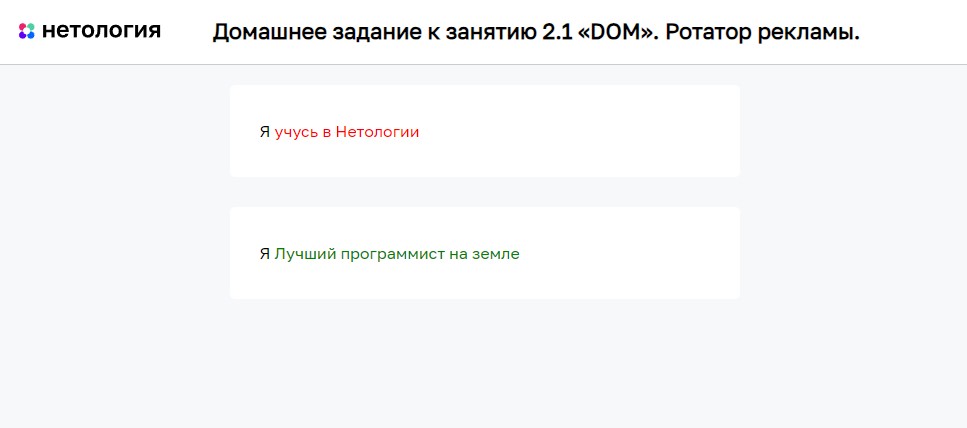 нетология
Домашнее задание к занятию 2.1 «DOM». Ротатор рекламы.
Я учусь в Нетологии
Я Лучший программист на земле